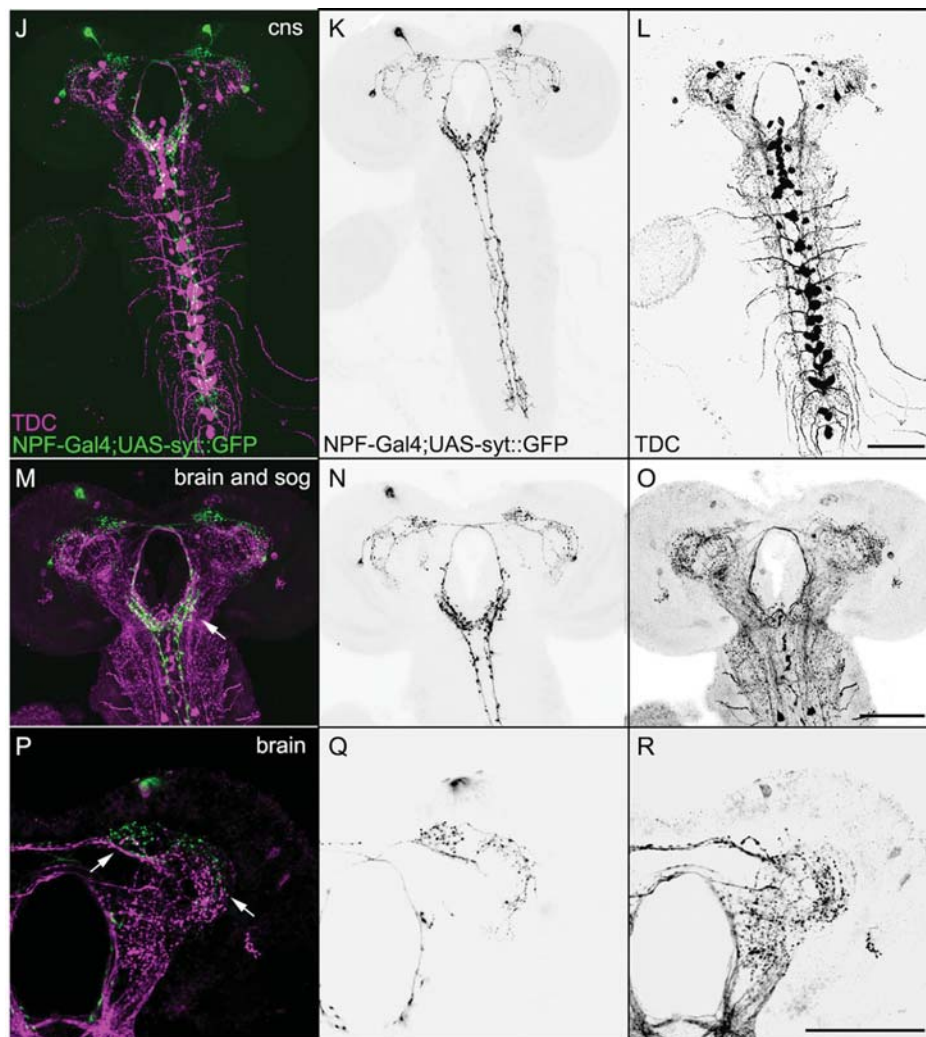 J cns
TDC
NPF-Gal4;UAS-syt::GFP
K
NPF-Gal4;UAS-syt::GFP
L
TDC
M brain and sog
N
O
P brain
Q
R